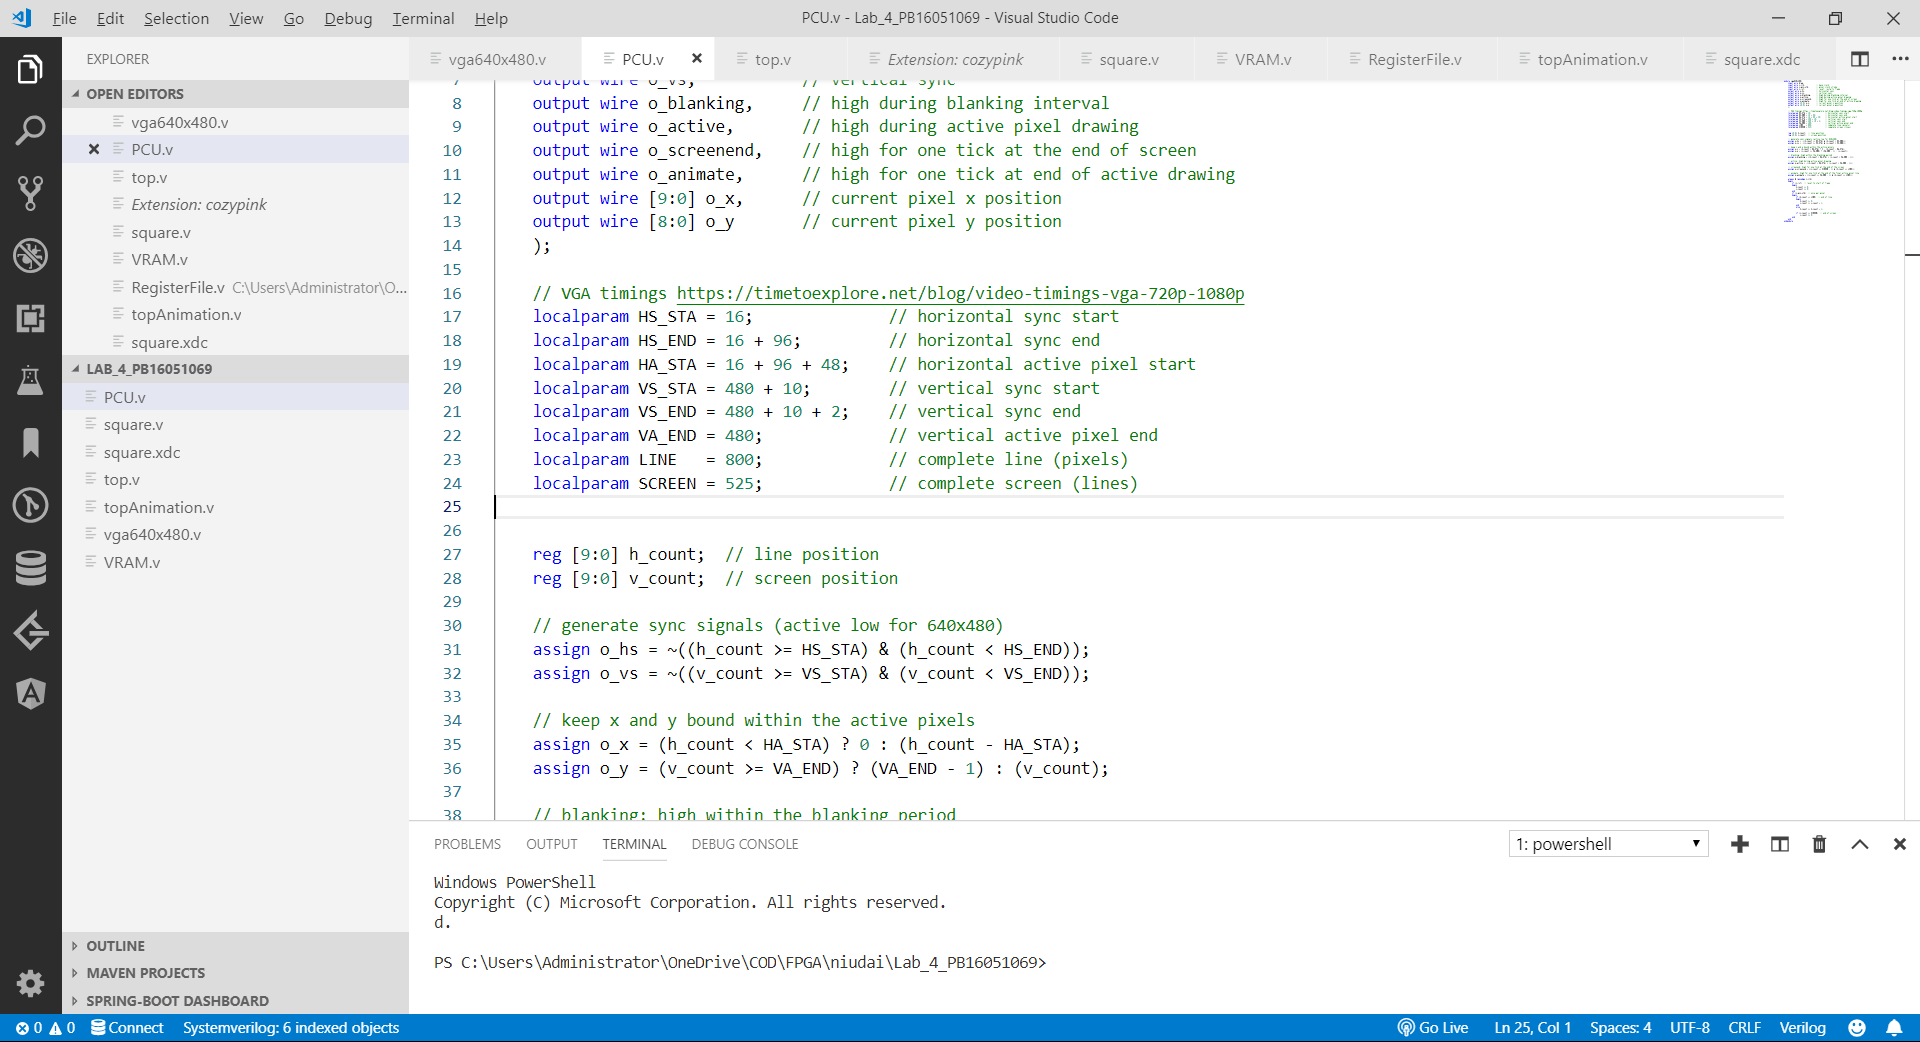 File Edit Selection View Go Debug Terminal Help
PCU.v - Lab_4_PB16051069 - Visual Studio Code
EXPLORER
OPEN EDITORS
vga640x480.v
PCU.v
top.v
Extension: cozypink
square.v
VRAM.v
RegisterFile.v C:\Users\Administrator\O...
topAnimation.v
square.xdc
LAB_4_PB16051069
PCU.v
square.v
square.xdc
top.v
topAnimation.v
vga640x480.v
VRAM.v
OUTLINE
MAVEN PROJECTS
SPRING-BOOT DASHBOARD
vga640x480.v PCU.v top.v Extension: cozypink square.v VRAM.v RegisterFile.v topAnimation.v square.xdc
7 output wire o_vs, // vertical sync
8 output wire o_blanking, // high during blanking interval
9 output wire o_active, // high during active pixel drawing
10 output wire o_screenend, // high for one tick at the end of screen
11 output wire o_animate, // high for one tick at end of active drawing
12 output wire [9:0] o_x, // current pixel x position
13 output wire [8:0] o_y // current pixel y position
14 );
15
16 // VGA timings https://timetoexplore.net/blog/video-timings-vga-720p-1080p
17 localparam HS_STA = 16; // horizontal sync start
18 localparam HS_END = 16 + 96; // horizontal sync end
19 localparam HA_STA = 16 + 96 + 48; // horizontal active pixel start
20 localparam VS_STA = 480 + 10; // vertical sync start
21 localparam VS_END = 480 + 10 + 2; // vertical sync end
22 localparam VA_END = 480; // vertical active pixel end
23 localparam LINE = 800; // complete line (pixels)
24 localparam SCREEN = 525; // complete screen (lines)
25
26
27 reg [9:0] h_count; // line position
28 reg [9:0] v_count; // screen position
29
30 // generate sync signals (active low for 640x480)
31 assign o_hs = ~((h_count >= HS_STA) & (h_count < HS_END));
32 assign o_vs = ~((v_count >= VS_STA) & (v_count < VS_END));
33
34 // keep x and y bound within the active pixels
35 assign o_x = (h_count < HA_STA) ? 0 : (h_count - HA_STA);
36 assign o_y = (v_count >= VA_END) ? (VA_END - 1) : (v_count);
37
38 // blanking: high within the blanking period
PROBLEMS OUTPUT TERMINAL DEBUG CONSOLE
1: powershell
Windows PowerShell
Copyright (C) Microsoft Corporation. All rights reserved.
d.
PS C:\Users\Administrator\OneDrive\COD\FPGA\niudai\Lab_4_PB16051069>
0 0 Connect Systemverilog: 6 indexed objects
Go Live Ln 25, Col 1 Spaces: 4 UTF-8 CRLF Verilog